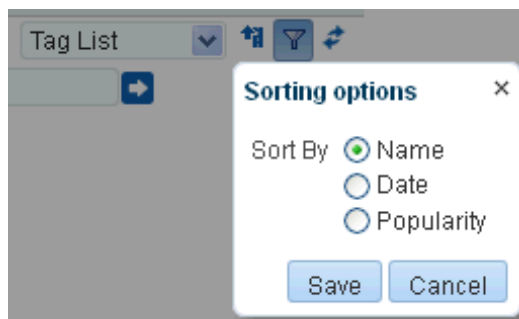 Tag List
Sorting options
Sort By Name
Date
Popularity
Save Cancel